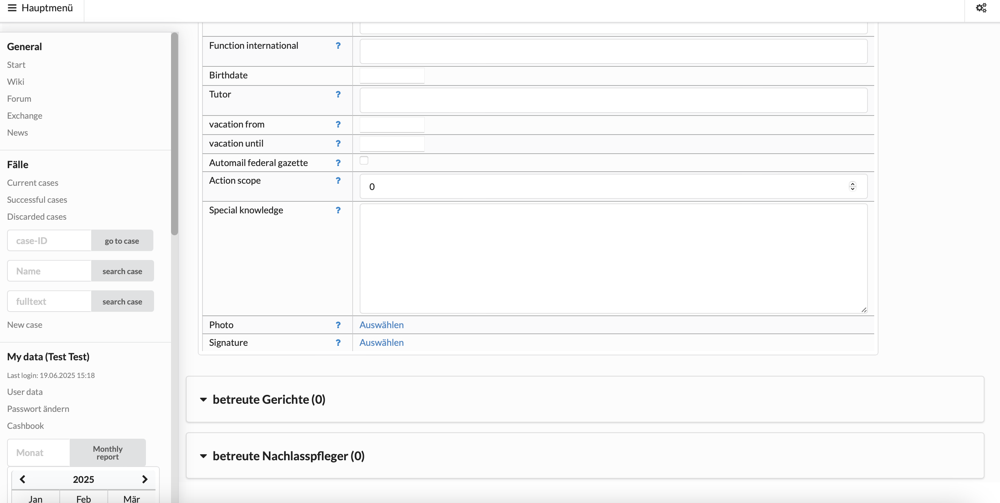 Hauptmenü
General
Start
Wiki
Forum
Exchange
News
Fälle
Current cases
Successful cases
Discarded cases
case-ID go to case
Name search case
fulltext search case
New case
My data (Test Test)
Last login: 19.06.2025 15:18
User data
Passwort ändern
Cashbook
Monat Monthly
report
2025
Jan Feb Mär
Function international ?
Birthdate
Tutor ?
vacation from ?
vacation until ?
Automail federal gazette ?
Action scope ? 0
Special knowledge ?
Photo ? Auswählen
Signature ? Auswählen
betreute Gerichte (0)
betreute Nachlasspfleger (0)